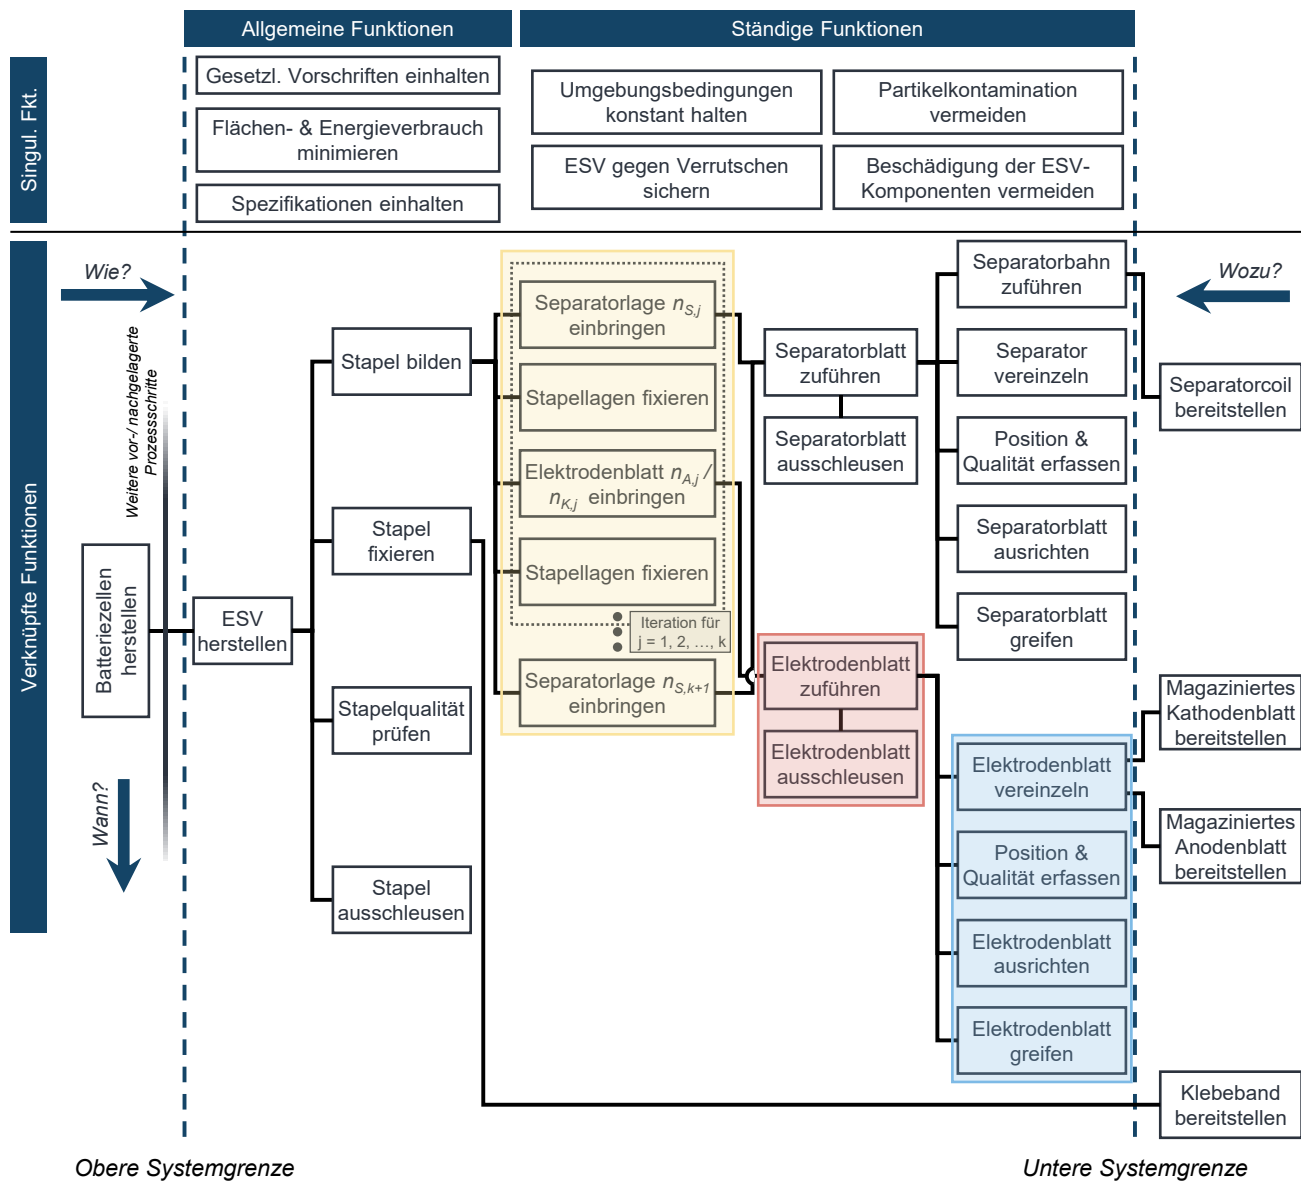 Allgemeine Funktionen
Ständige Funktionen
Singul. Fkt.
Gesetzl. Vorschriften einhalten
Flächen- & Energieverbrauch
minimieren
Spezifikationen einhalten
Umgebungsbedingungen
konstant halten
Partikelkontamination
vermeiden
ESV gegen Verrutschen
sichern
Beschädigung der ESV-
Komponenten vermeiden
Verknüpfte Funktionen
Wie?
Wozu?
Wann?
Weitere vor-/ nachgelagerte
Prozessschritte
Batteriezellen
herstellen
ESV
herstellen
Stapel bilden
Stapel
fixieren
Stapelqualität
prüfen
Stapel
ausschleusen
Separatorlage n_S,j
einbringen
Stapellagen fixieren
Elektrodenblatt n_A,j /
n_K,j einbringen
Stapellagen fixieren
Iteration für
j = 1, 2, …, k
Separatorlage n_S,k+1
einbringen
Separatorblatt
zuführen
Separatorblatt
ausschleusen
Elektrodenblatt
zuführen
Elektrodenblatt
ausschleusen
Separatorbahn
zuführen
Separator
vereinzeln
Position &
Qualität erfassen
Separatorblatt
ausrichten
Separatorblatt
greifen
Elektrodenblatt
vereinzeln
Position &
Qualität erfassen
Elektrodenblatt
ausrichten
Elektrodenblatt
greifen
Separatorcoil
bereitstellen
Magaziniertes
Kathodenblatt
bereitstellen
Magaziniertes
Anodenblatt
bereitstellen
Klebeband
bereitstellen
Obere Systemgrenze
Untere Systemgrenze